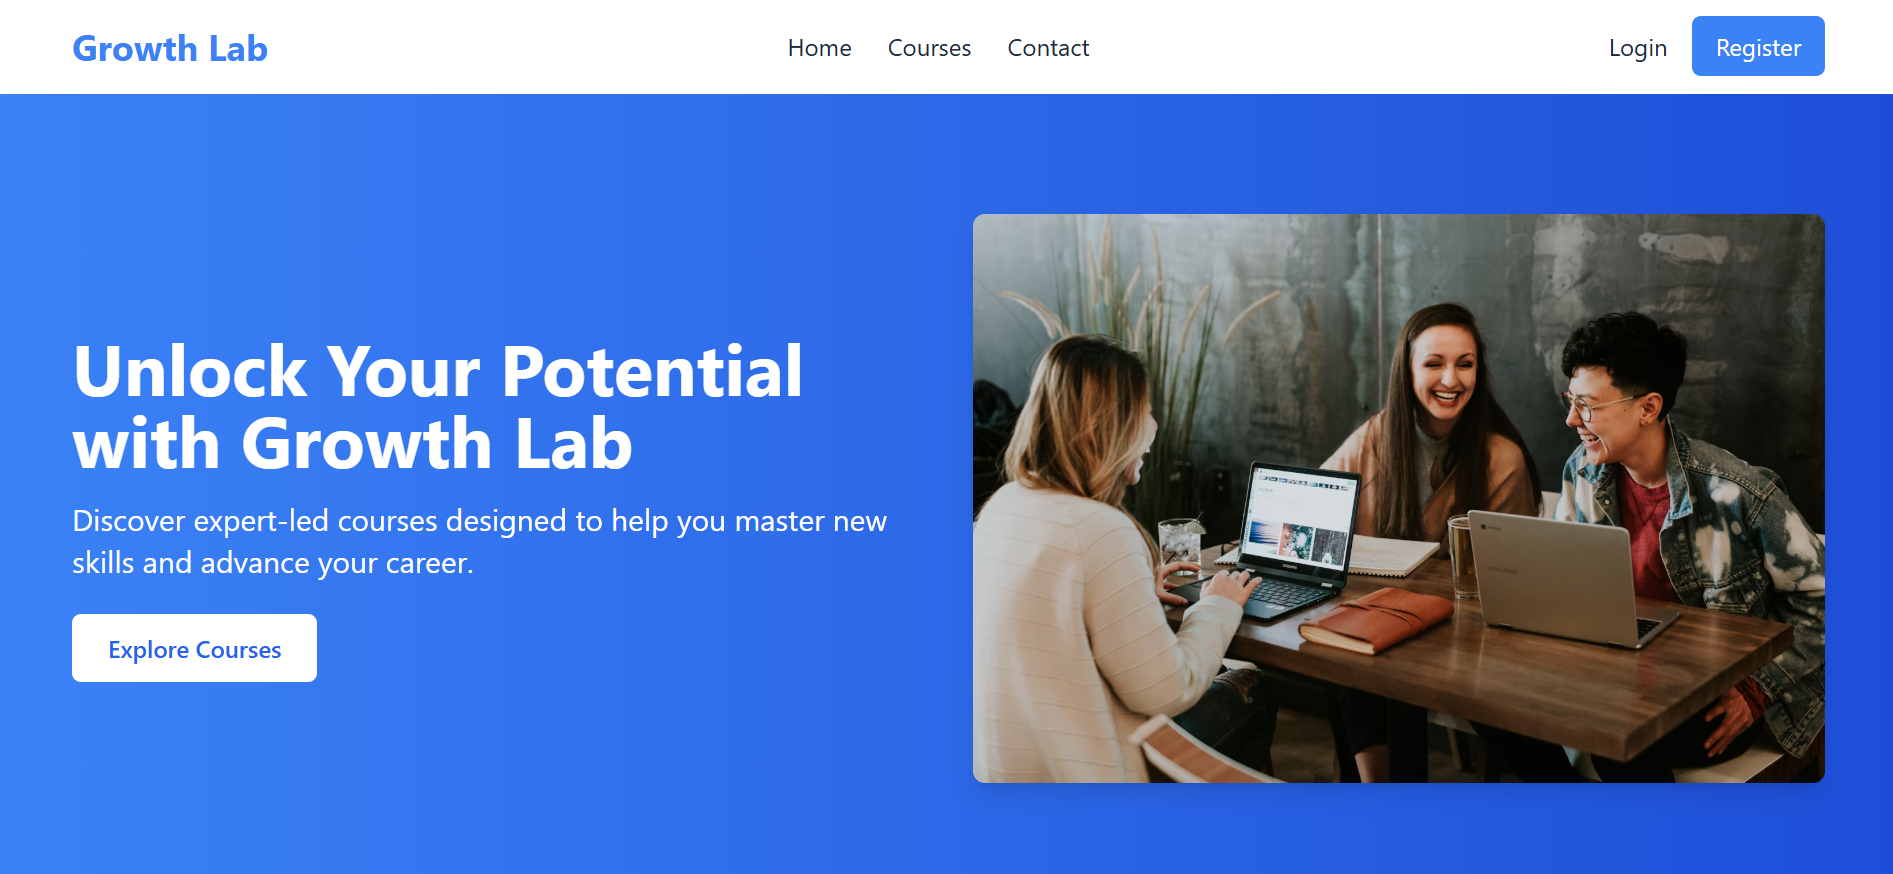 Growth Lab
Home
Courses
Contact
Login
Register
Unlock Your Potential
with Growth Lab
Discover expert-led courses designed to help you master new
skills and advance your career.
Explore Courses
SAMSUNG